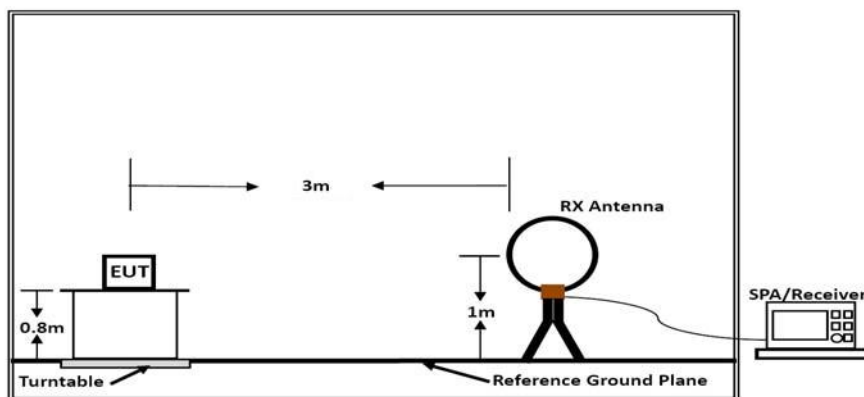 3m
RX Antenna
EUT
SPA/Receiver
0.8m
1m
Turntable
Reference Ground Plane